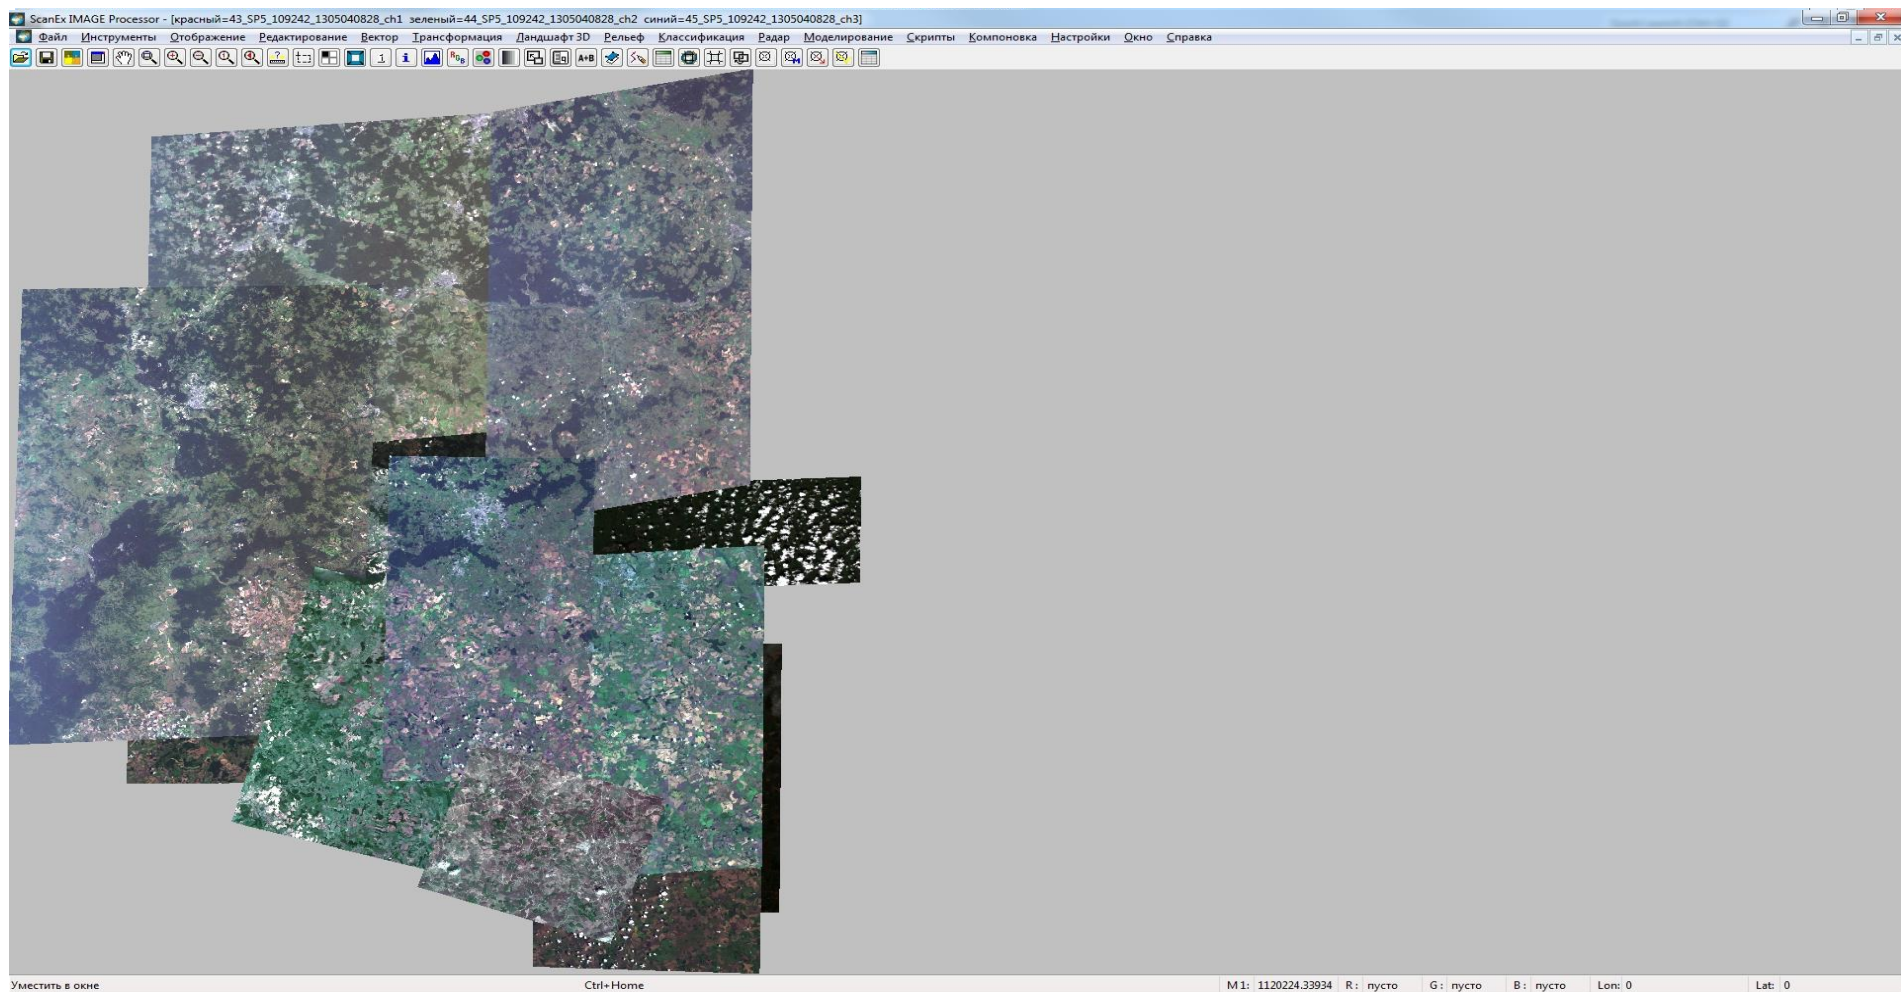 ScanEx IMAGE Processor - [красный=43_SP5_109242_1305040828_ch1 зеленый=44_SP5_109242_1305040828_ch2 синий=45_SP5_109242_1305040828_ch3]
Файл Инструменты Отображение Редактирование Вектор Трансформация Ландшафт 3D Рельеф Классификация Радар Моделирование Скрипты Компоновка Настройки Окно Справка
Уместить в окне Ctrl+Home M 1: 1120224.33934 R: пусто G: пусто B: пусто Lon: 0 Lat: 0